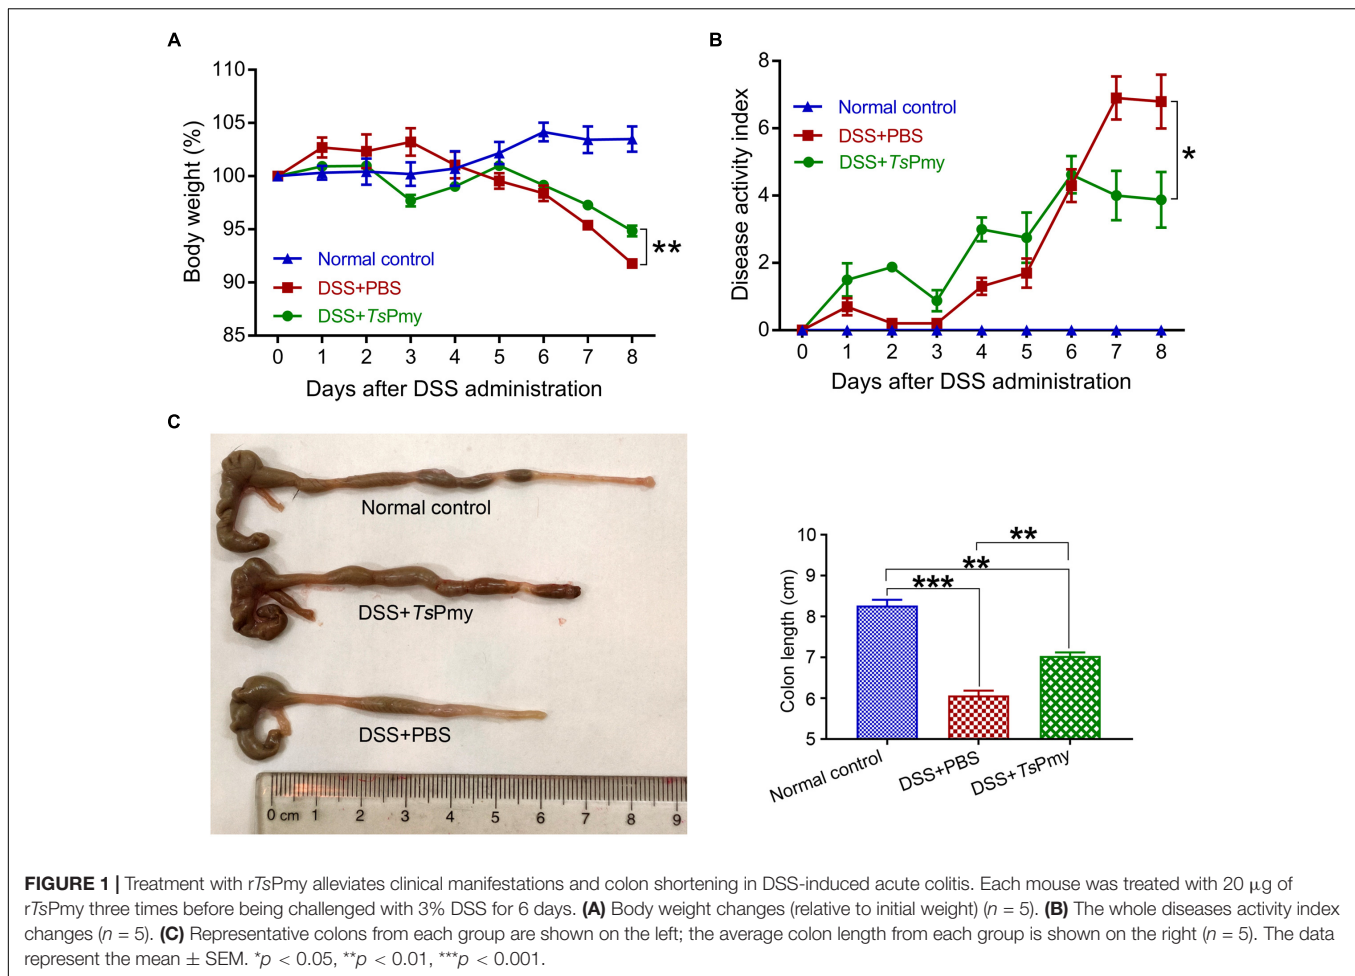 A
110
105
100
95
90
85
Body weight (%)
Normal control
DSS+PBS
DSS+TsPmy
**
0 1 2 3 4 5 6 7 8
Days after DSS administration
B
8
6
4
2
0
Disease activity index
Normal control
DSS+PBS
DSS+TsPmy
*
0 1 2 3 4 5 6 7 8
Days after DSS administration
C
Normal control
DSS+TsPmy
DSS+PBS
0 cm 1 2 3 4 5 6 7 8 9
10
9
8
7
6
5
Colon length (cm)
**
**
***
Normal control
DSS+PBS
DSS+TsPmy
FIGURE 1 | Treatment with rTsPmy alleviates clinical manifestations and colon shortening in DSS-induced acute colitis. Each mouse was treated with 20 μg of
rTsPmy three times before being challenged with 3% DSS for 6 days. (A) Body weight changes (relative to initial weight) (n = 5). (B) The whole diseases activity index
changes (n = 5). (C) Representative colons from each group are shown on the left; the average colon length from each group is shown on the right (n = 5). The data
represent the mean ± SEM. *p < 0.05, **p < 0.01, ***p < 0.001.